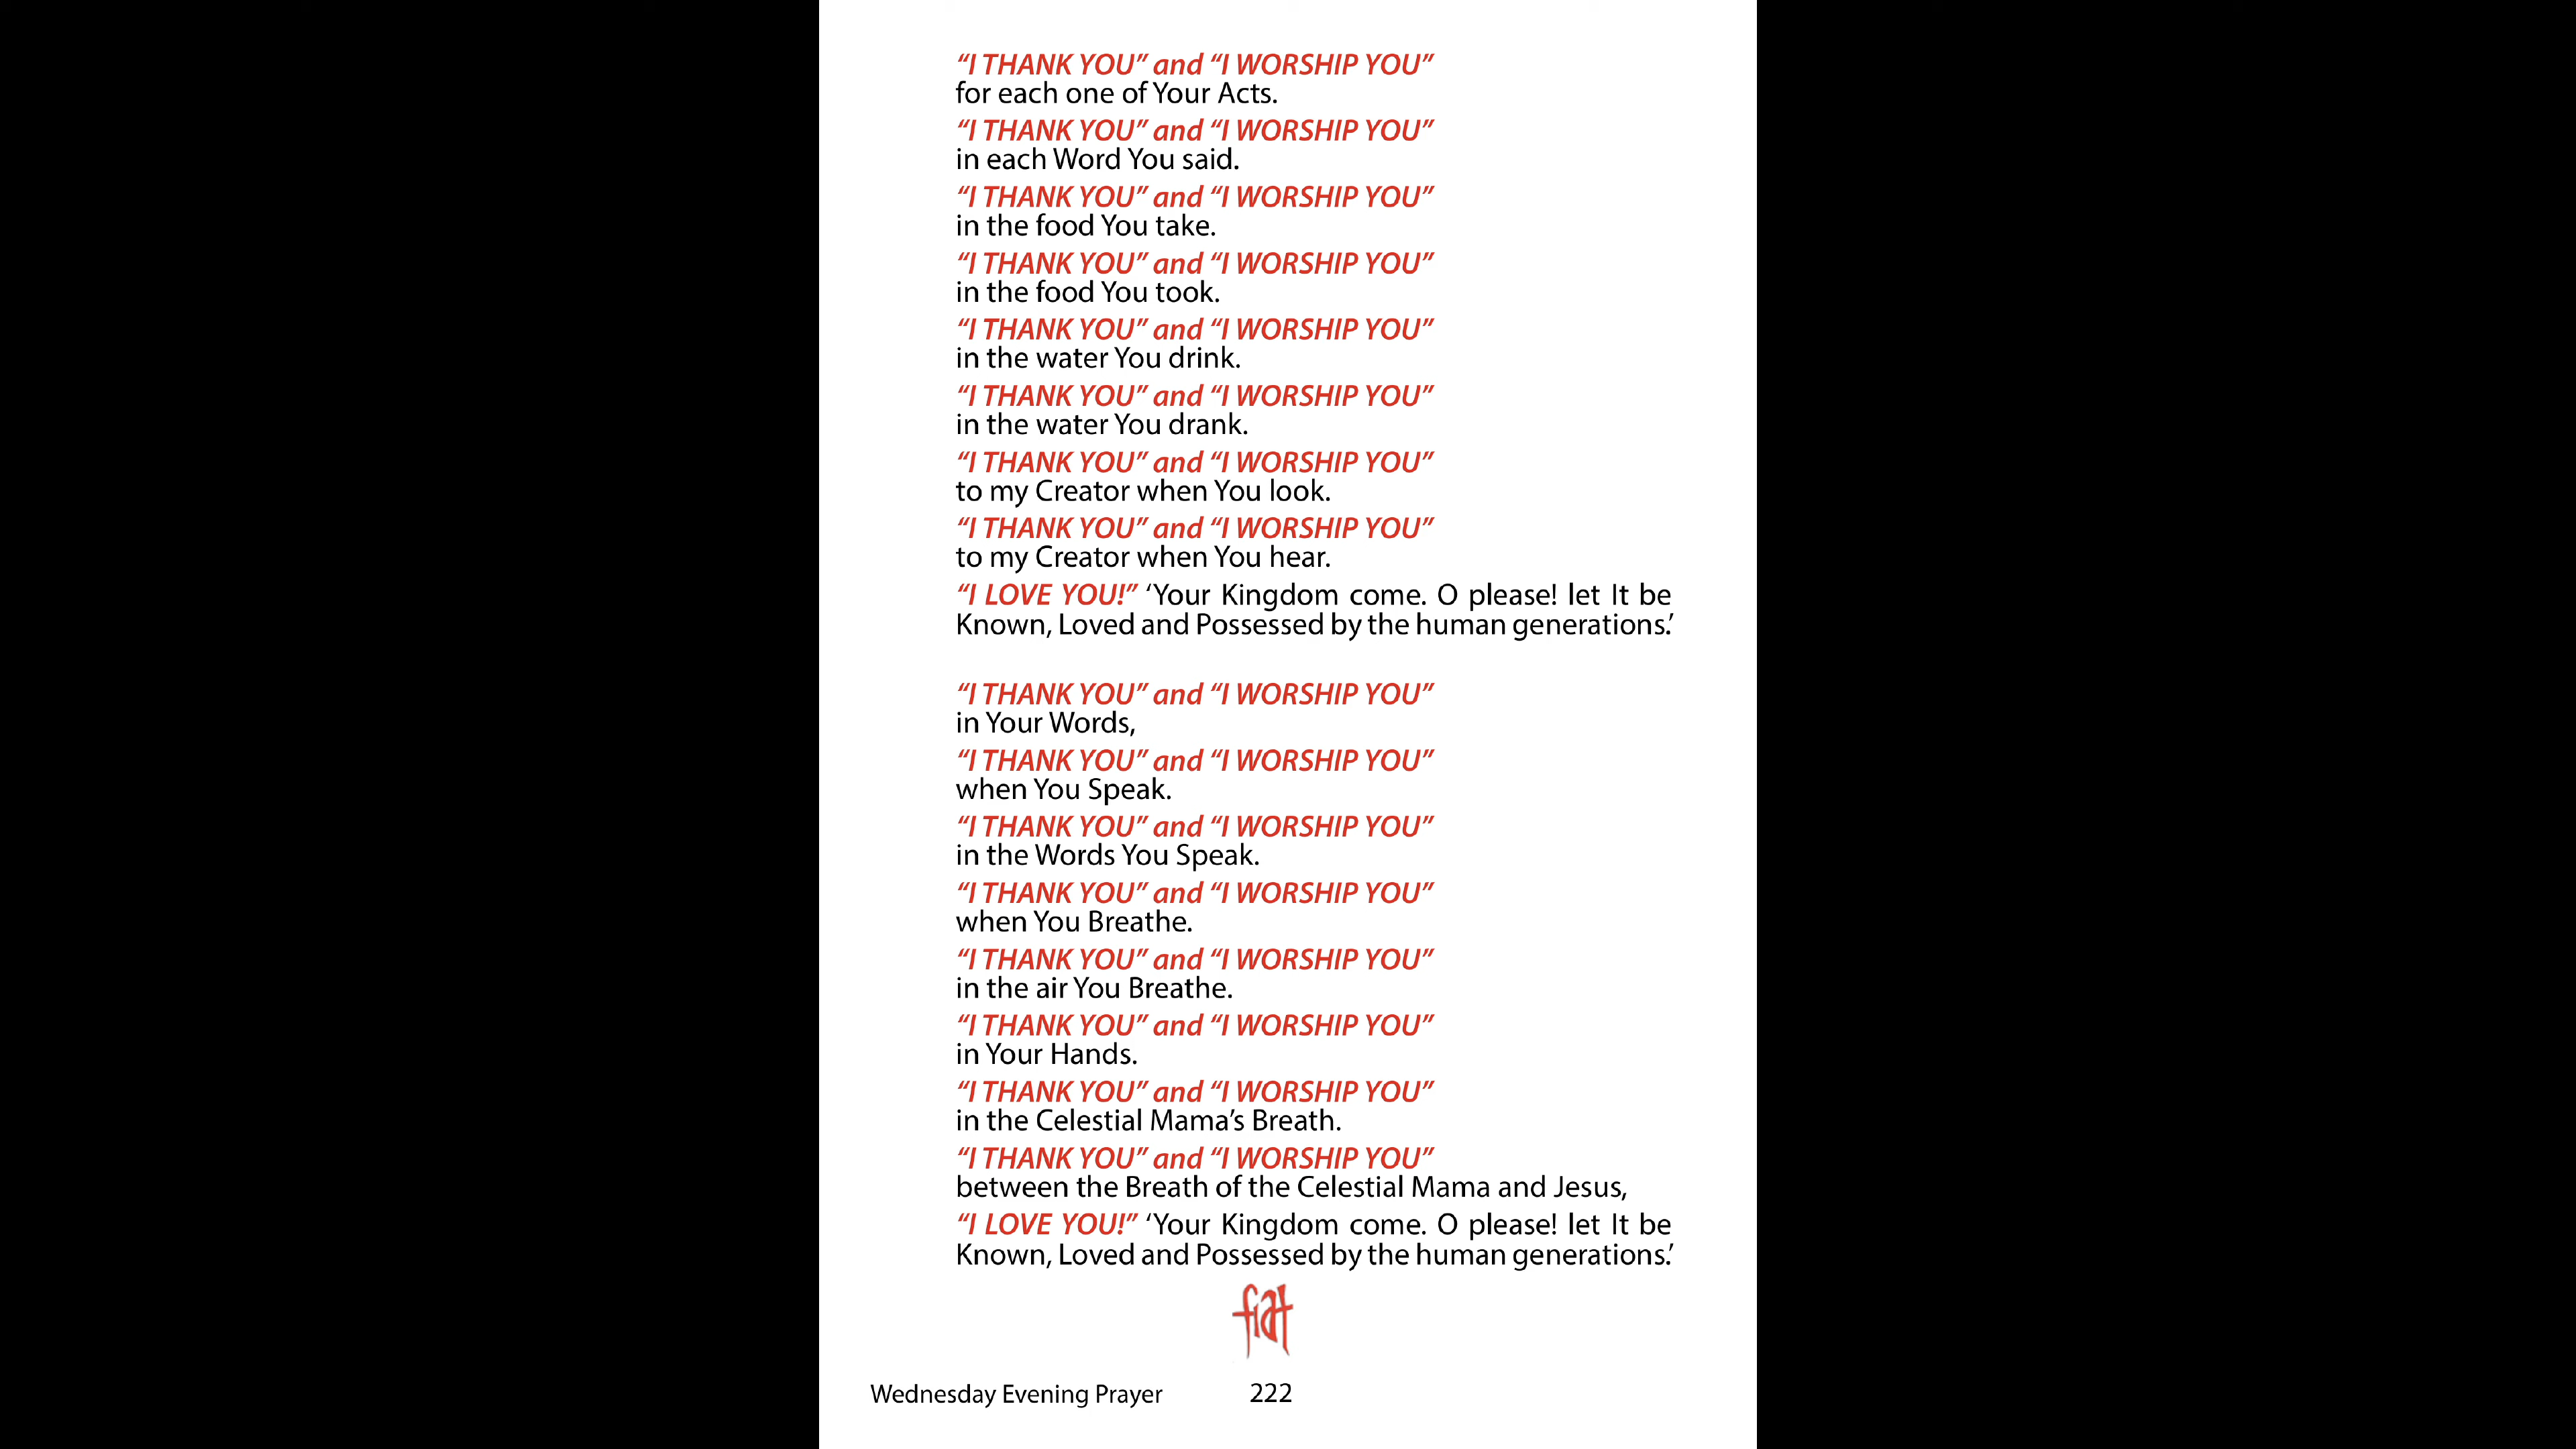 “I THANK YOU” and “I WORSHIP YOU”
for each one of Your Acts.
“I THANK YOU” and “I WORSHIP YOU”
in each Word You said.
“I THANK YOU” and “I WORSHIP YOU”
in the food You take.
“I THANK YOU” and “I WORSHIP YOU”
in the food You took.
“I THANK YOU” and “I WORSHIP YOU”
in the water You drink.
“I THANK YOU” and “I WORSHIP YOU”
in the water You drank.
“I THANK YOU” and “I WORSHIP YOU”
to my Creator when You look.
“I THANK YOU” and “I WORSHIP YOU”
to my Creator when You hear.
“I LOVE YOU!” ‘Your Kingdom come. O please! let It be
Known, Loved and Possessed by the human generations.’
“I THANK YOU” and “I WORSHIP YOU”
in Your Words,
“I THANK YOU” and “I WORSHIP YOU”
when You Speak.
“I THANK YOU” and “I WORSHIP YOU”
in the Words You Speak.
“I THANK YOU” and “I WORSHIP YOU”
when You Breathe.
“I THANK YOU” and “I WORSHIP YOU”
in the air You Breathe.
“I THANK YOU” and “I WORSHIP YOU”
in Your Hands.
“I THANK YOU” and “I WORSHIP YOU”
in the Celestial Mama’s Breath.
“I THANK YOU” and “I WORSHIP YOU”
between the Breath of the Celestial Mama and Jesus,
“I LOVE YOU!” ‘Your Kingdom come. O please! let It be
Known, Loved and Possessed by the human generations.’
fiat
Wednesday Evening Prayer 222